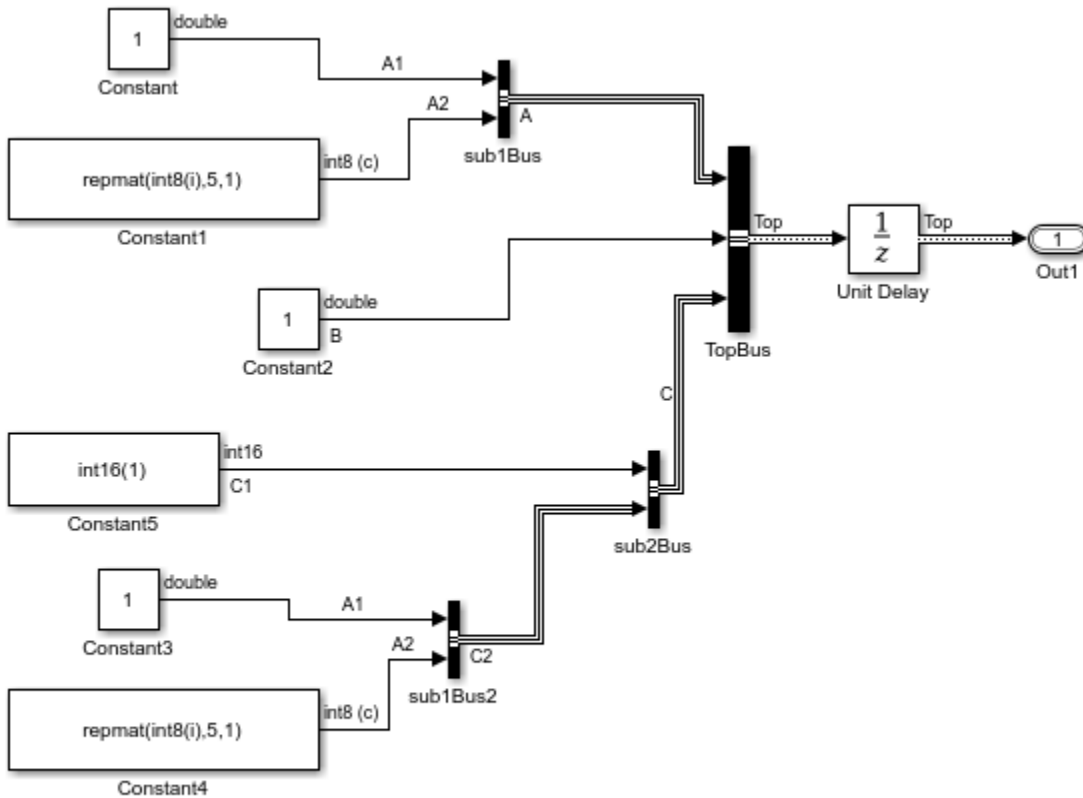 double
1
A1
Constant
A2
A
sub1Bus
int8 (c)
repmat(int8(i),5,1)
Constant1
Top
Top
1
z
1
Unit Delay
Out1
double
1
B
Constant2
TopBus
C
int16
int16(1)
C1
Constant5
sub2Bus
double
1
A1
Constant3
A2
C2
sub1Bus2
int8 (c)
repmat(int8(i),5,1)
Constant4